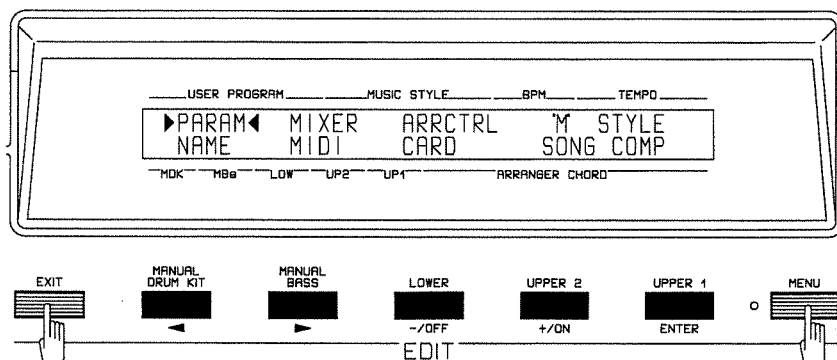 USER PROGRAM MUSIC STYLE BPM TEMPO
▶PARAM◀ MIXER ARRCTRL "M" STYLE
NAME MIDI CARD SONG COMP
MDK MBs LOW UP2 UP1 ARRANGER CHORD
EXIT MANUAL DRUM KIT MANUAL BASS LOWER UPPER 2 UPPER 1 MENU
◀ ▶ -/OFF +/ON ENTER
EDIT